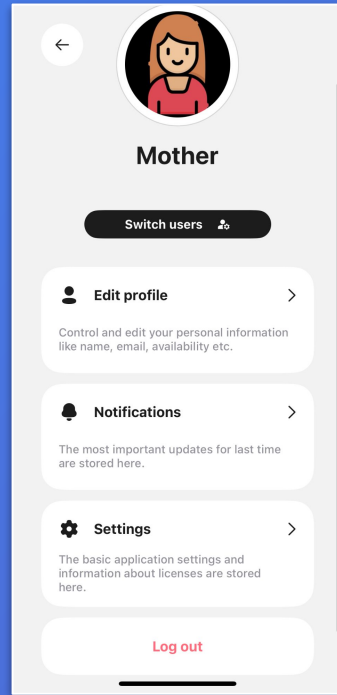 Mother
Switch users
Edit profile
Control and edit your personal information
like name, email, availability etc.
Notifications
The most important updates for last time
are stored here.
Settings
The basic application settings and
information about licenses are stored
here.
Log out